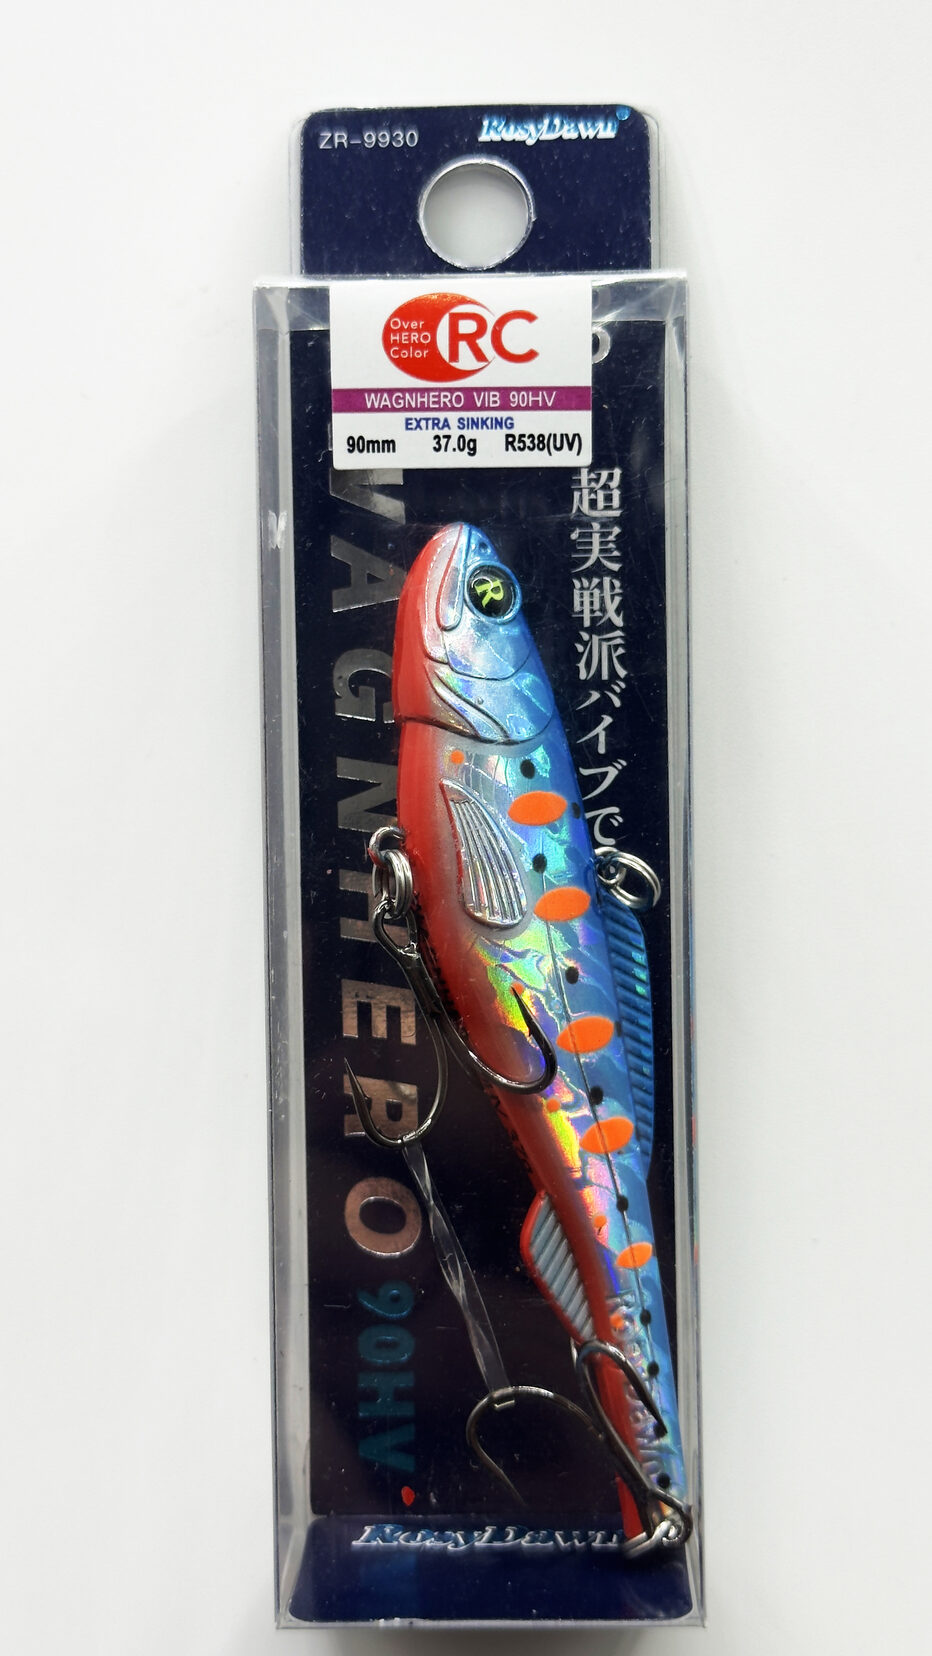 ZR-9930
RosyDawn
Over
HERO
Color
RC
WAGNHERO VIB 90HV
EXTRA SINKING
90mm 37.0g R538(UV)
WAGNHERO 90HV
超実戦派バイブで
R
RosyDawn